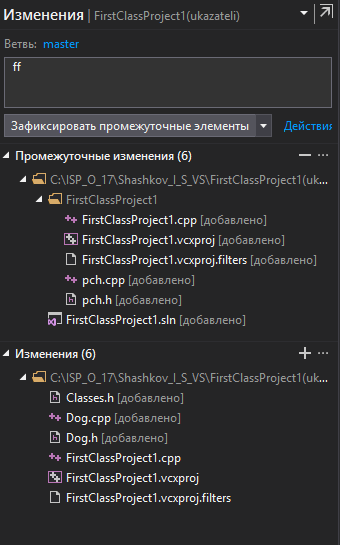 Изменения | FirstClassProject1(ukazateli)
Ветвь: master
ff
Зафиксировать промежуточные элементы Действия
Промежуточные изменения (6)
C:\ISP_O_17\Shashkov_I_S_VS\FirstClassProject1(uk...
FirstClassProject1
FirstClassProject1.cpp [добавлено]
FirstClassProject1.vcxproj [добавлено]
FirstClassProject1.vcxproj.filters [добавлено]
pch.cpp [добавлено]
pch.h [добавлено]
FirstClassProject1.sln [добавлено]
Изменения (6)
C:\ISP_O_17\Shashkov_I_S_VS\FirstClassProject1(uk...
Classes.h [добавлено]
Dog.cpp [добавлено]
Dog.h [добавлено]
FirstClassProject1.cpp
FirstClassProject1.vcxproj
FirstClassProject1.vcxproj.filters